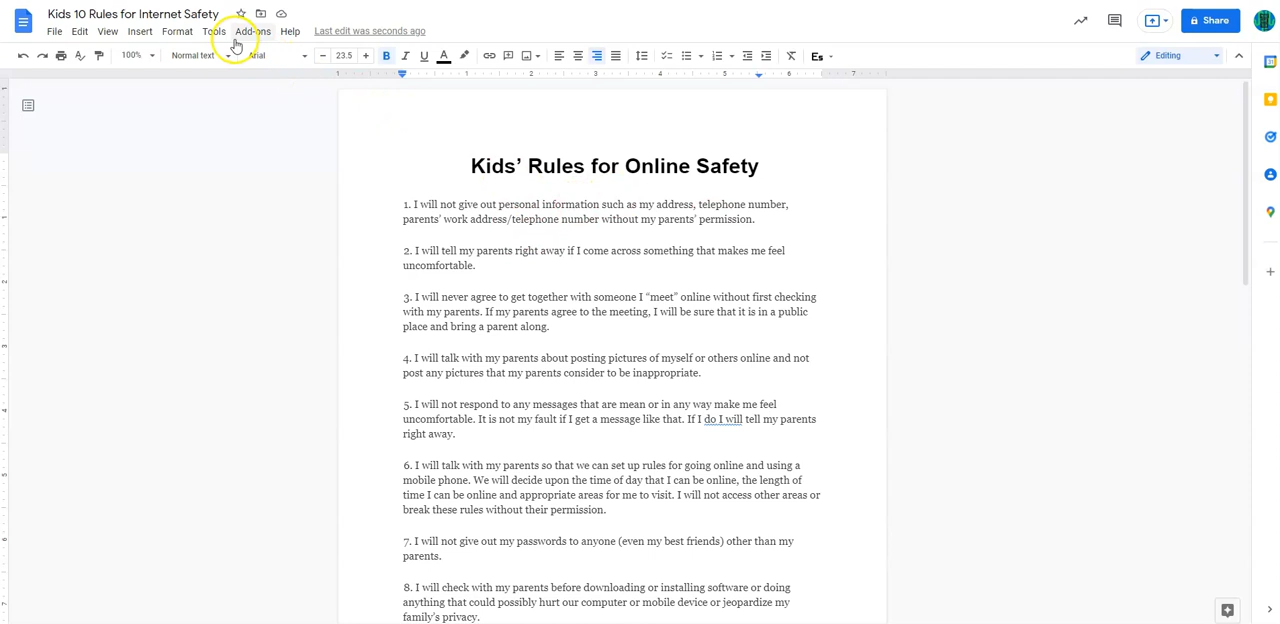 Kids 10 Rules for Internet Safety
File Edit View Insert Format Tools Add-ons Help Last edit was seconds ago
Share
100% Normal text Arial 23.5 B I U A Es Editing
1 1 2 3 4 5 6 7
Kids’ Rules for Online Safety
1. I will not give out personal information such as my address, telephone number,
parents’ work address/telephone number without my parents’ permission.
2. I will tell my parents right away if I come across something that makes me feel
uncomfortable.
3. I will never agree to get together with someone I “meet” online without first checking
with my parents. If my parents agree to the meeting, I will be sure that it is in a public
place and bring a parent along.
4. I will talk with my parents about posting pictures of myself or others online and not
post any pictures that my parents consider to be inappropriate.
5. I will not respond to any messages that are mean or in any way make me feel
uncomfortable. It is not my fault if I get a message like that. If I do I will tell my parents
right away.
6. I will talk with my parents so that we can set up rules for going online and using a
mobile phone. We will decide upon the time of day that I can be online, the length of
time I can be online and appropriate areas for me to visit. I will not access other areas or
break these rules without their permission.
7. I will not give out my passwords to anyone (even my best friends) other than my
parents.
8. I will check with my parents before downloading or installing software or doing
anything that could possibly hurt our computer or mobile device or jeopardize my
family’s privacy.